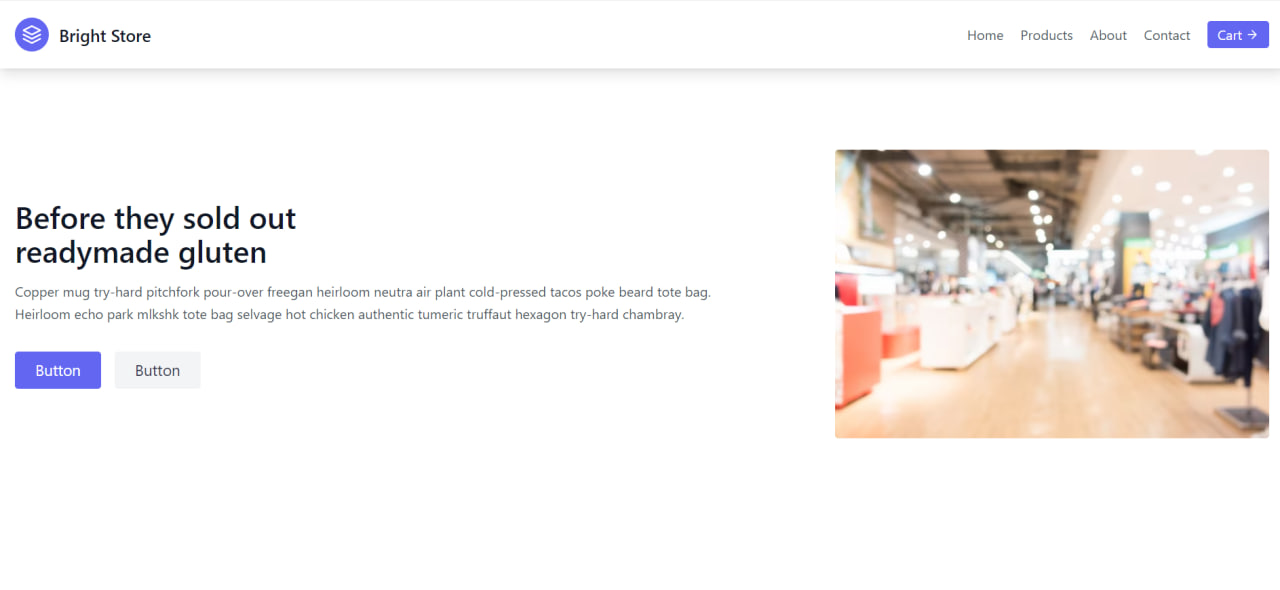 Bright Store
Home Products About Contact Cart →
Before they sold out
readymade gluten
Copper mug try-hard pitchfork pour-over freegan heirloom neutra air plant cold-pressed tacos poke beard tote bag.
Heirloom echo park mlkshk tote bag selvage hot chicken authentic tumeric truffaut hexagon try-hard chambray.
Button Button